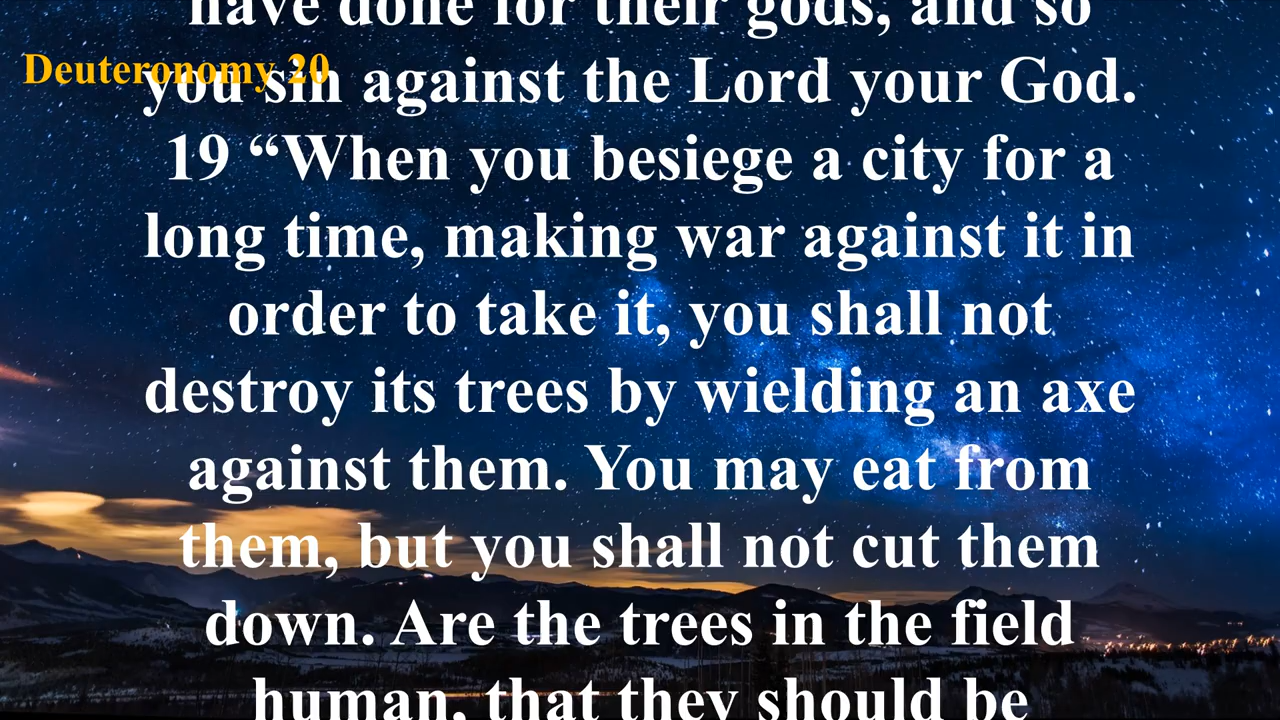 have done for their gods, and so
Deuteronomy 20
you sin against the Lord your God.
19 “When you besiege a city for a
long time, making war against it in
order to take it, you shall not
destroy its trees by wielding an axe
against them. You may eat from
them, but you shall not cut them
down. Are the trees in the field
human, that they should be